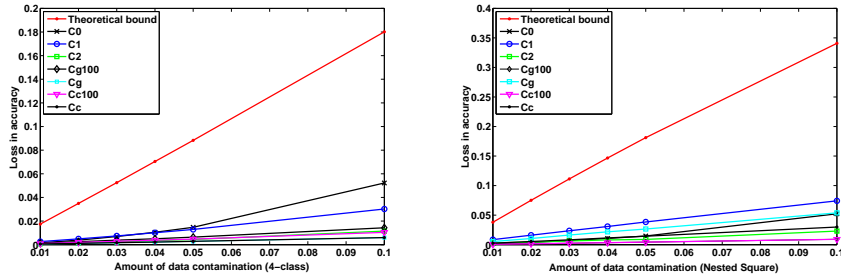 0.2
0.18
0.16
0.14
0.12
0.1
0.08
0.06
0.04
0.02
0
0.01
0.02
0.03
0.04
0.05
0.06
0.07
0.08
0.09
0.1
Loss in accuracy
Amount of data contamination (4−class)
Theoretical bound
C0
C1
C2
Cg100
Cg
Cc100
Cc
0.4
0.35
0.3
0.25
0.2
0.15
0.1
0.05
0
0.01
0.02
0.03
0.04
0.05
0.06
0.07
0.08
0.09
0.1
Loss in accuracy
Amount of data contamination (Nested Square)
Theoretical bound
C0
C1
C2
Cg100
Cg
Cc100
Cc